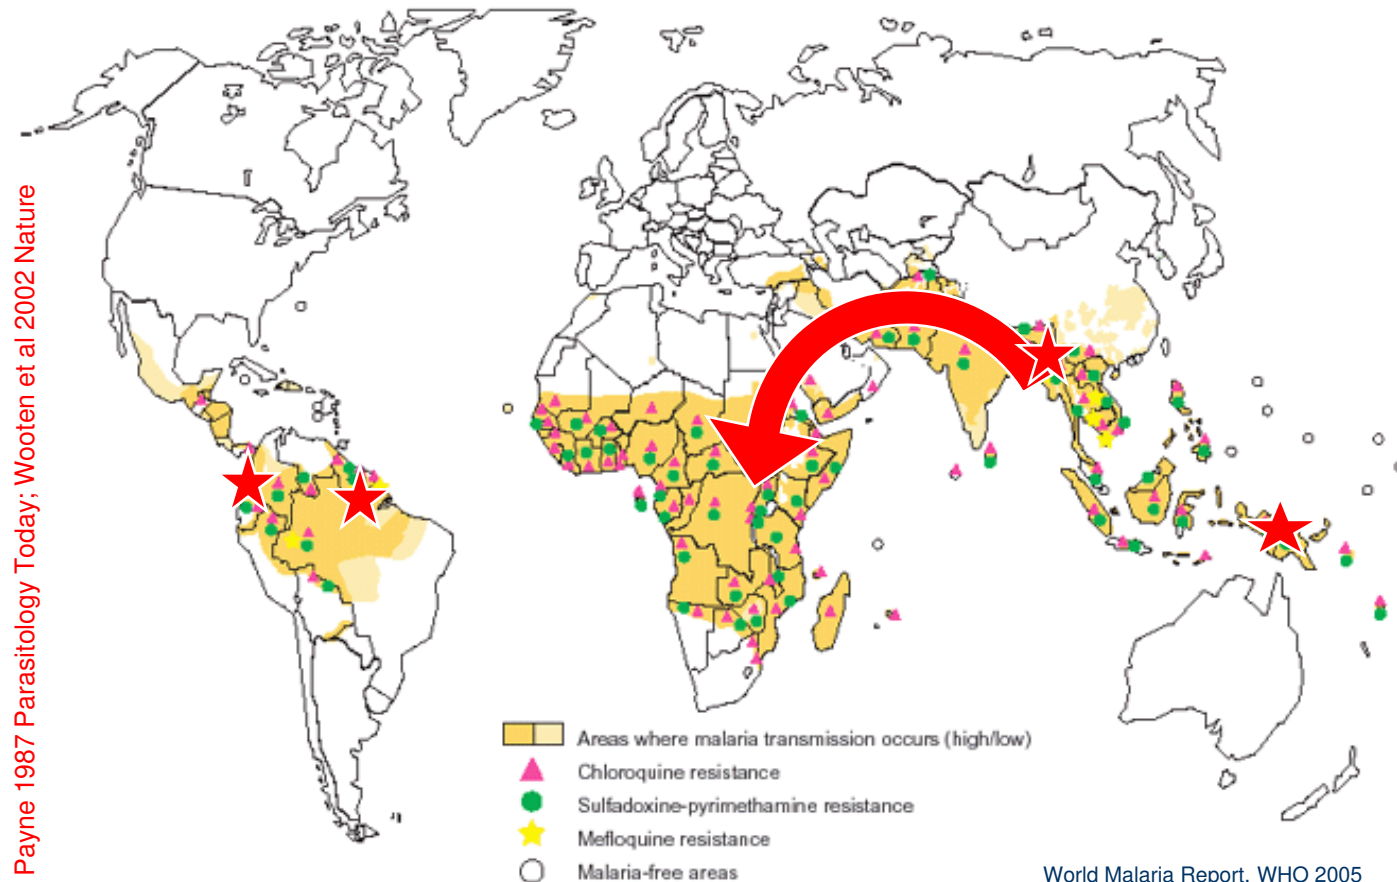 Payne 1987 Parasitology Today; Wooten et al 2002 Nature
Areas where malaria transmission occurs (high/low)
Chloroquine resistance
Sulfadoxine-pyrimethamine resistance
Mefloquine resistance
Malaria-free areas
World Malaria Report, WHO 2005